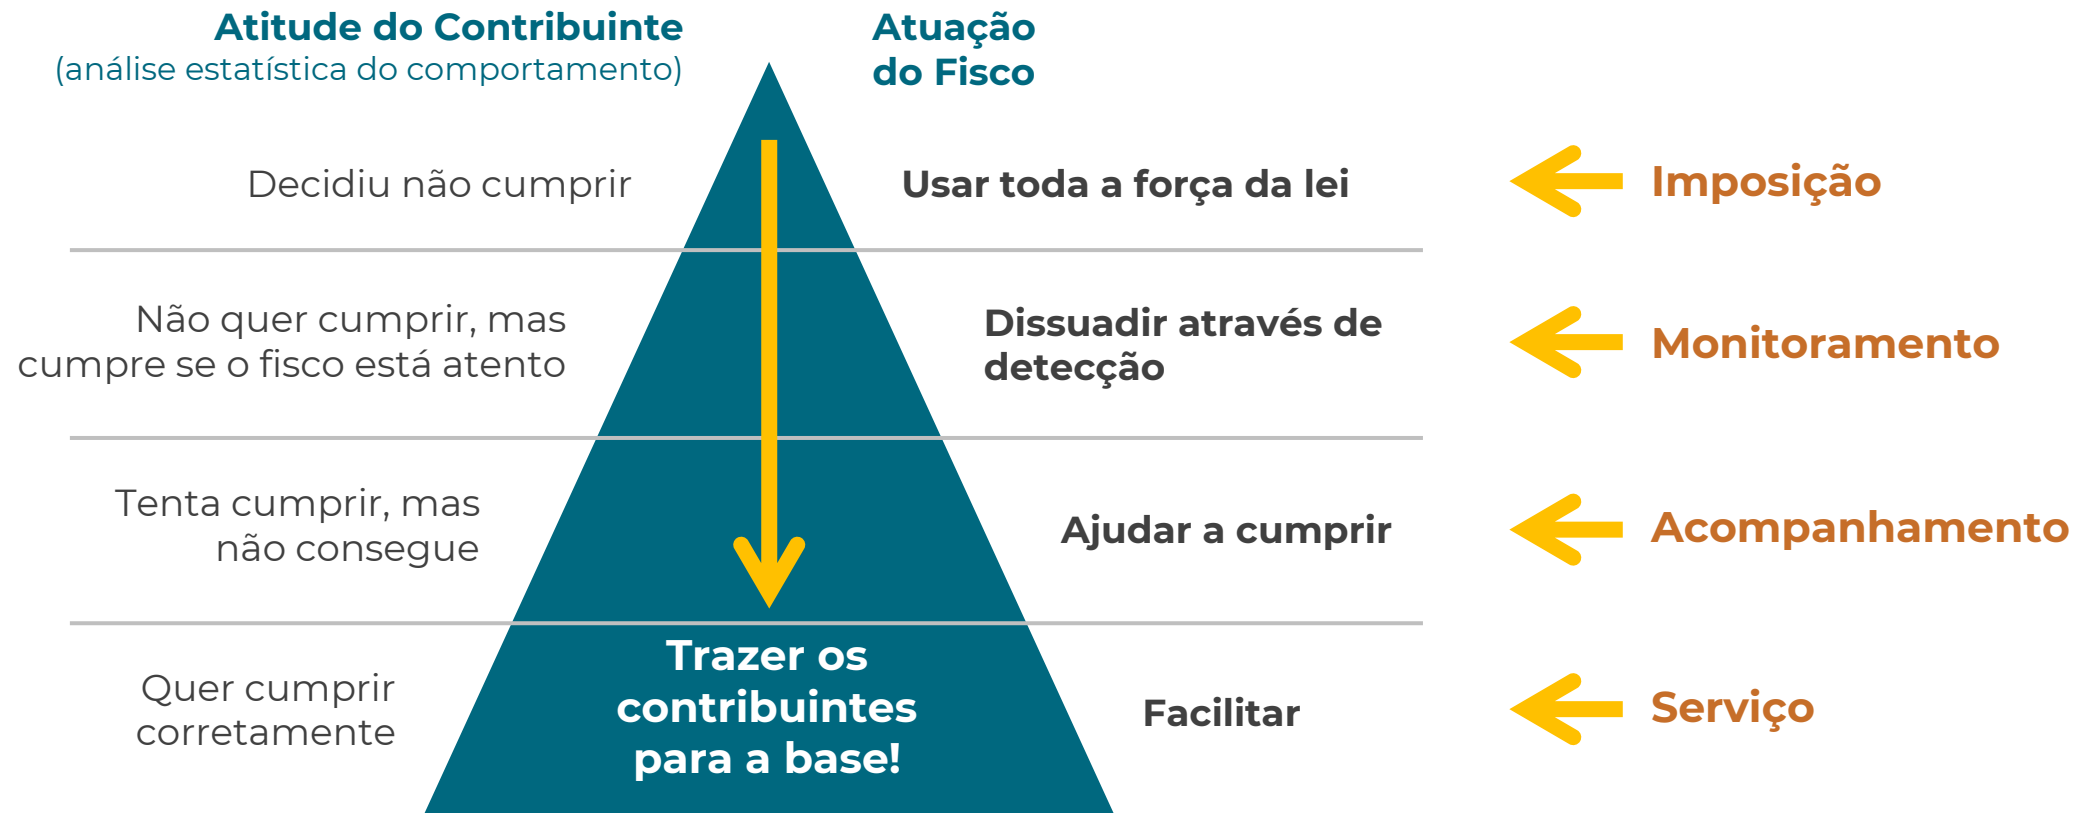 Atitude do Contribuinte
(análise estatística do comportamento)
Atuação
do Fisco
Decidiu não cumprir
Usar toda a força da lei
Imposição
Não quer cumprir, mas
cumpre se o fisco está atento
Dissuadir através de
detecção
Monitoramento
Tenta cumprir, mas
não consegue
Ajudar a cumprir
Acompanhamento
Quer cumprir
corretamente
Trazer os
contribuintes
para a base!
Facilitar
Serviço